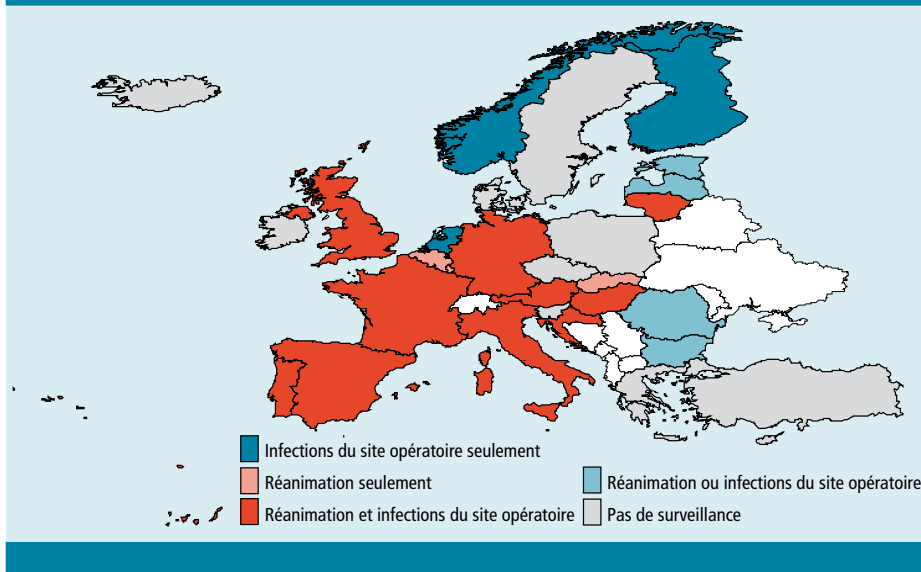 Infections du site opératoire seulement
Réanimation seulement
Réanimation et infections du site opératoire
Réanimation ou infections du site opératoire
Pas de surveillance